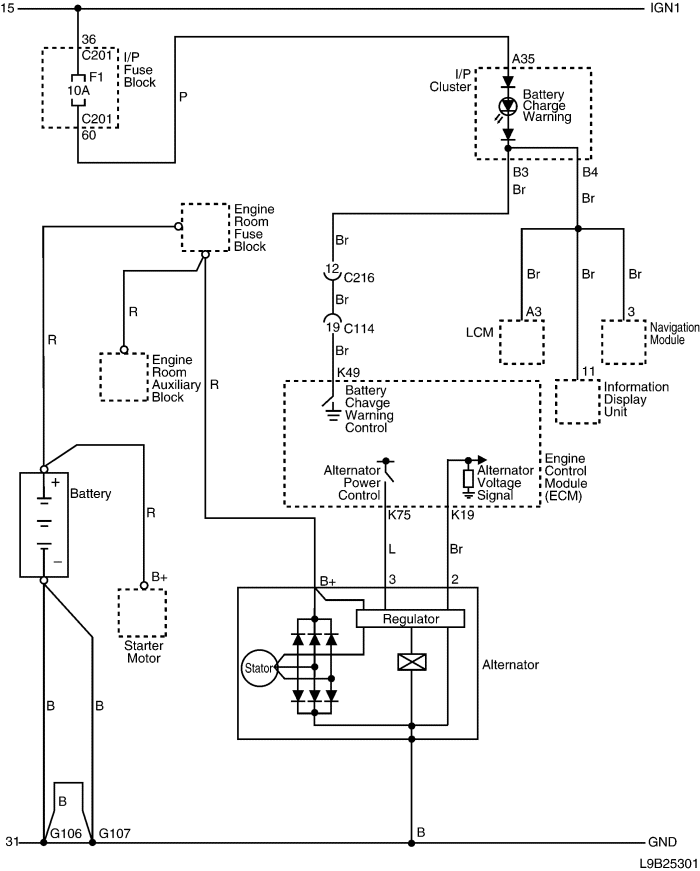 15
IGN1
36
C201
F1
10A
C201
60
I/P
Fuse
Block
P
A35
I/P
Cluster
Battery
Charge
Warning
B3
B4
Br
Br
Engine
Room
Fuse
Block
Br
12
C216
Br
19
C114
Br
Br
Br
Br
A3
LCM
3
Navigation
Module
11
Information
Display
Unit
R
R
R
Engine
Room
Auxiliary
Block
K49
Battery
Chavge
Warning
Control
Alternator
Power
Control
Alternator
Voltage
Signal
Engine
Control
Module
(ECM)
K75
K19
L
Br
+
Battery
–
R
B+
Starter
Motor
B+
3
2
Regulator
Stator
Alternator
B
B
B
31
G106
G107
B
GND
L9B25301